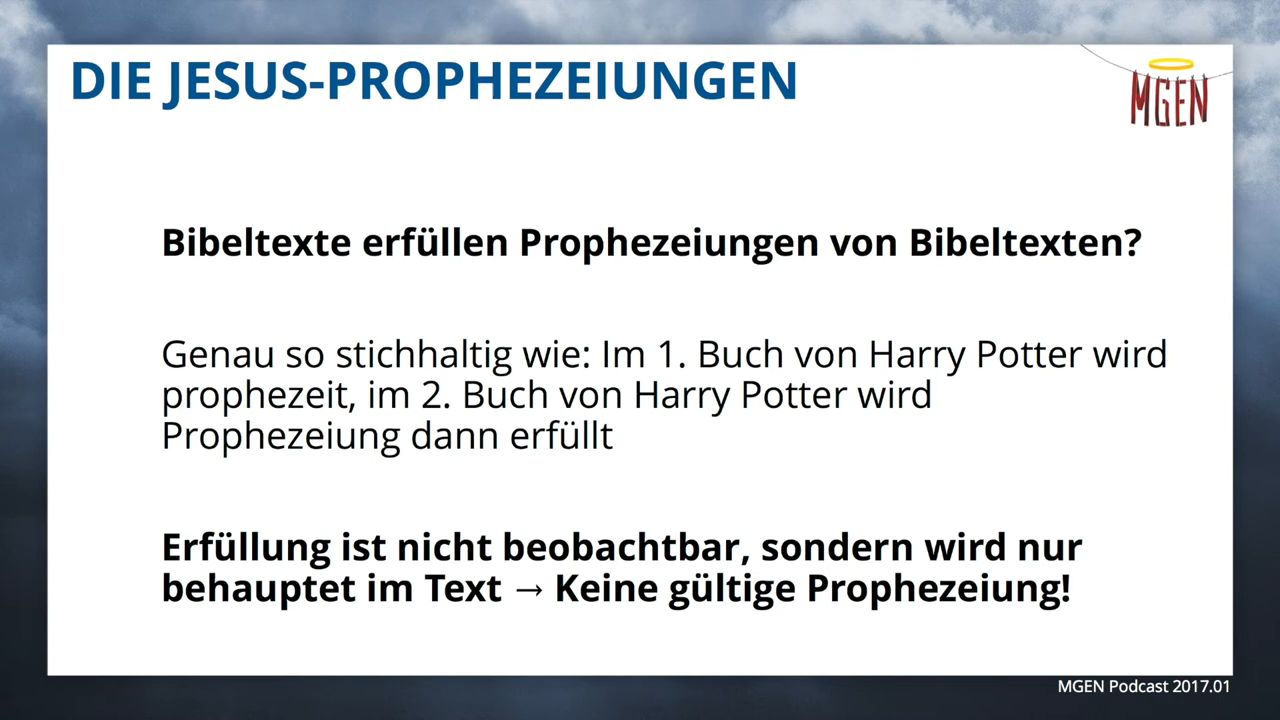 DIE JESUS-PROPHEZEIUNGEN
MGEN
Bibeltexte erfüllen Prophezeiungen von Bibeltexten?
Genau so stichhaltig wie: Im 1. Buch von Harry Potter wird
prophezeit, im 2. Buch von Harry Potter wird
Prophezeiung dann erfüllt
Erfüllung ist nicht beobachtbar, sondern wird nur
behauptet im Text → Keine gültige Prophezeiung!
MGEN Podcast 2017.01